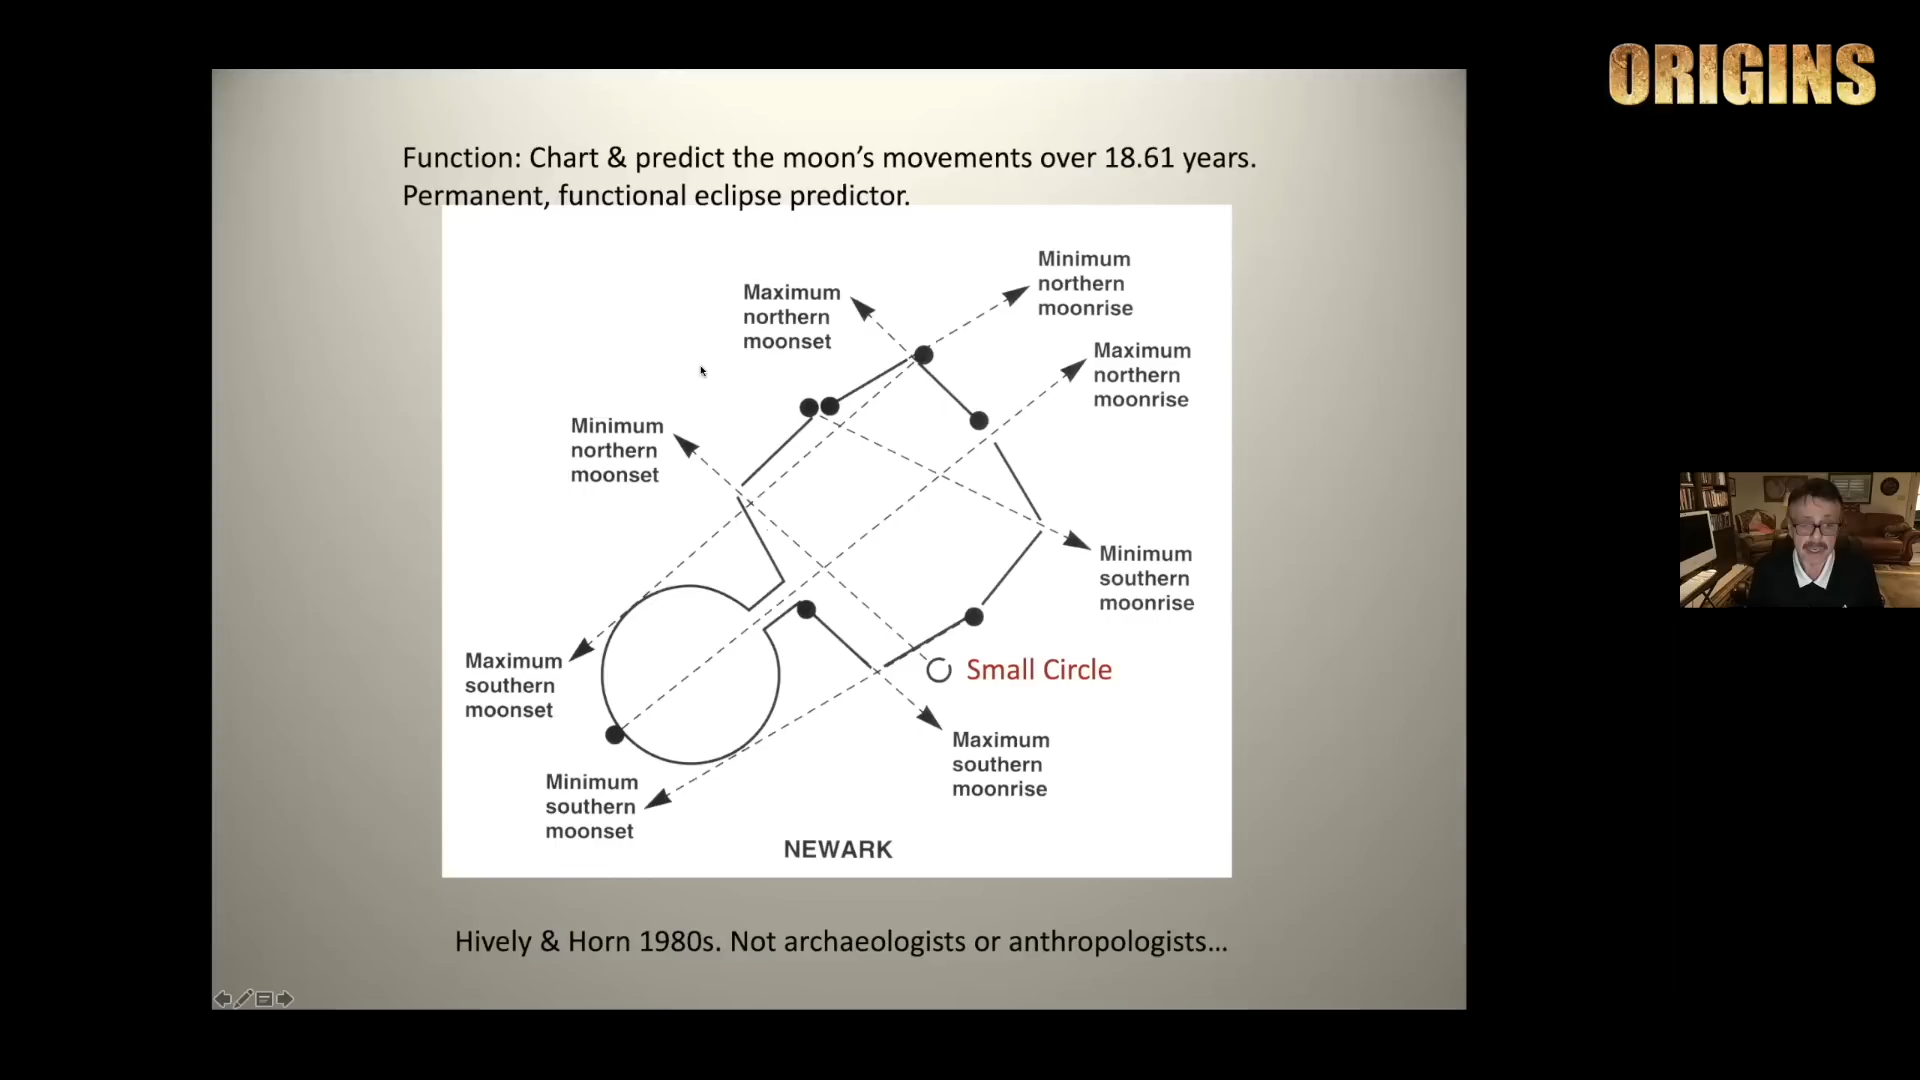 ORIGINS
Function: Chart & predict the moon’s movements over 18.61 years.
Permanent, functional eclipse predictor.
Minimum
northern
moonrise
Maximum
northern
moonset
Maximum
northern
moonrise
Minimum
northern
moonset
Minimum
southern
moonrise
Maximum
southern
moonset
Small Circle
Maximum
southern
moonrise
Minimum
southern
moonset
NEWARK
Hively & Horn 1980s. Not archaeologists or anthropologists…